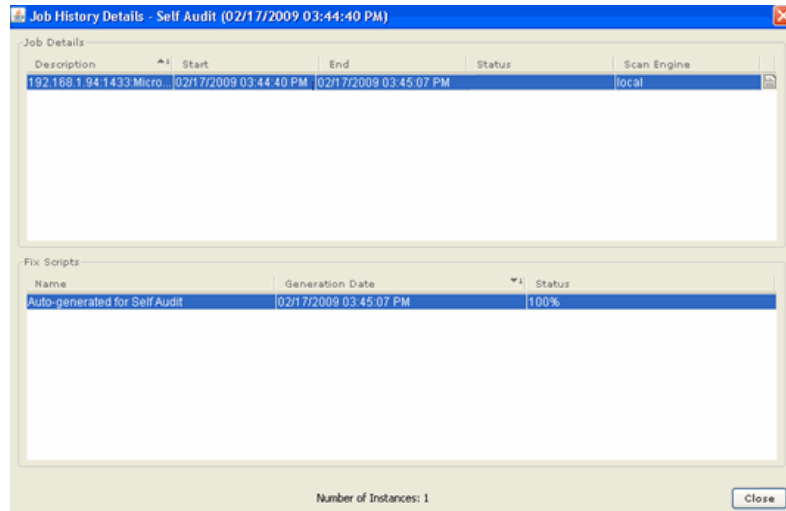 Job History Details - Self Audit (02/17/2009 03:44:40 PM)
Job Details
Description Start End Status Scan Engine
192.168.1.94:1433:Micro... 02/17/2009 03:44:40 PM 02/17/2009 03:45:07 PM local
Fix Scripts
Name Generation Date Status
Auto-generated for Self Audit 02/17/2009 03:45:07 PM 100%
Number of Instances: 1
Close